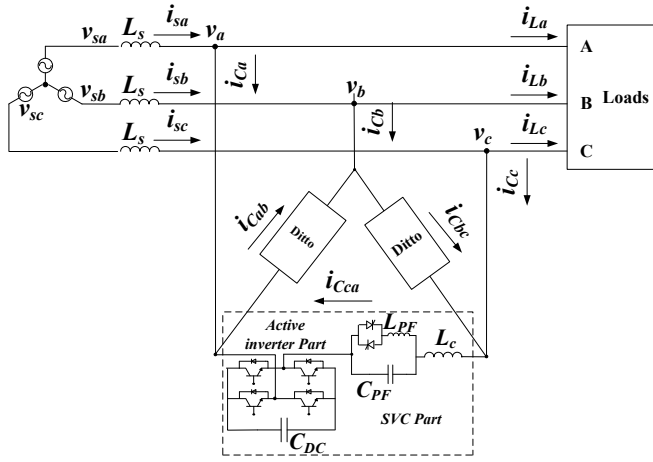 v_sa L_s i_sa v_a i_La A
i_Ca
v_sb L_s i_sb v_b i_Lb B Loads
v_sc
i_Cb
L_s i_sc v_c i_Lc C
i_Cc
i_Cab Ditto Ditto i_Cbc
i_Cca
Active
inverter Part
L_PF
L_c
C_PF
SVC Part
C_DC